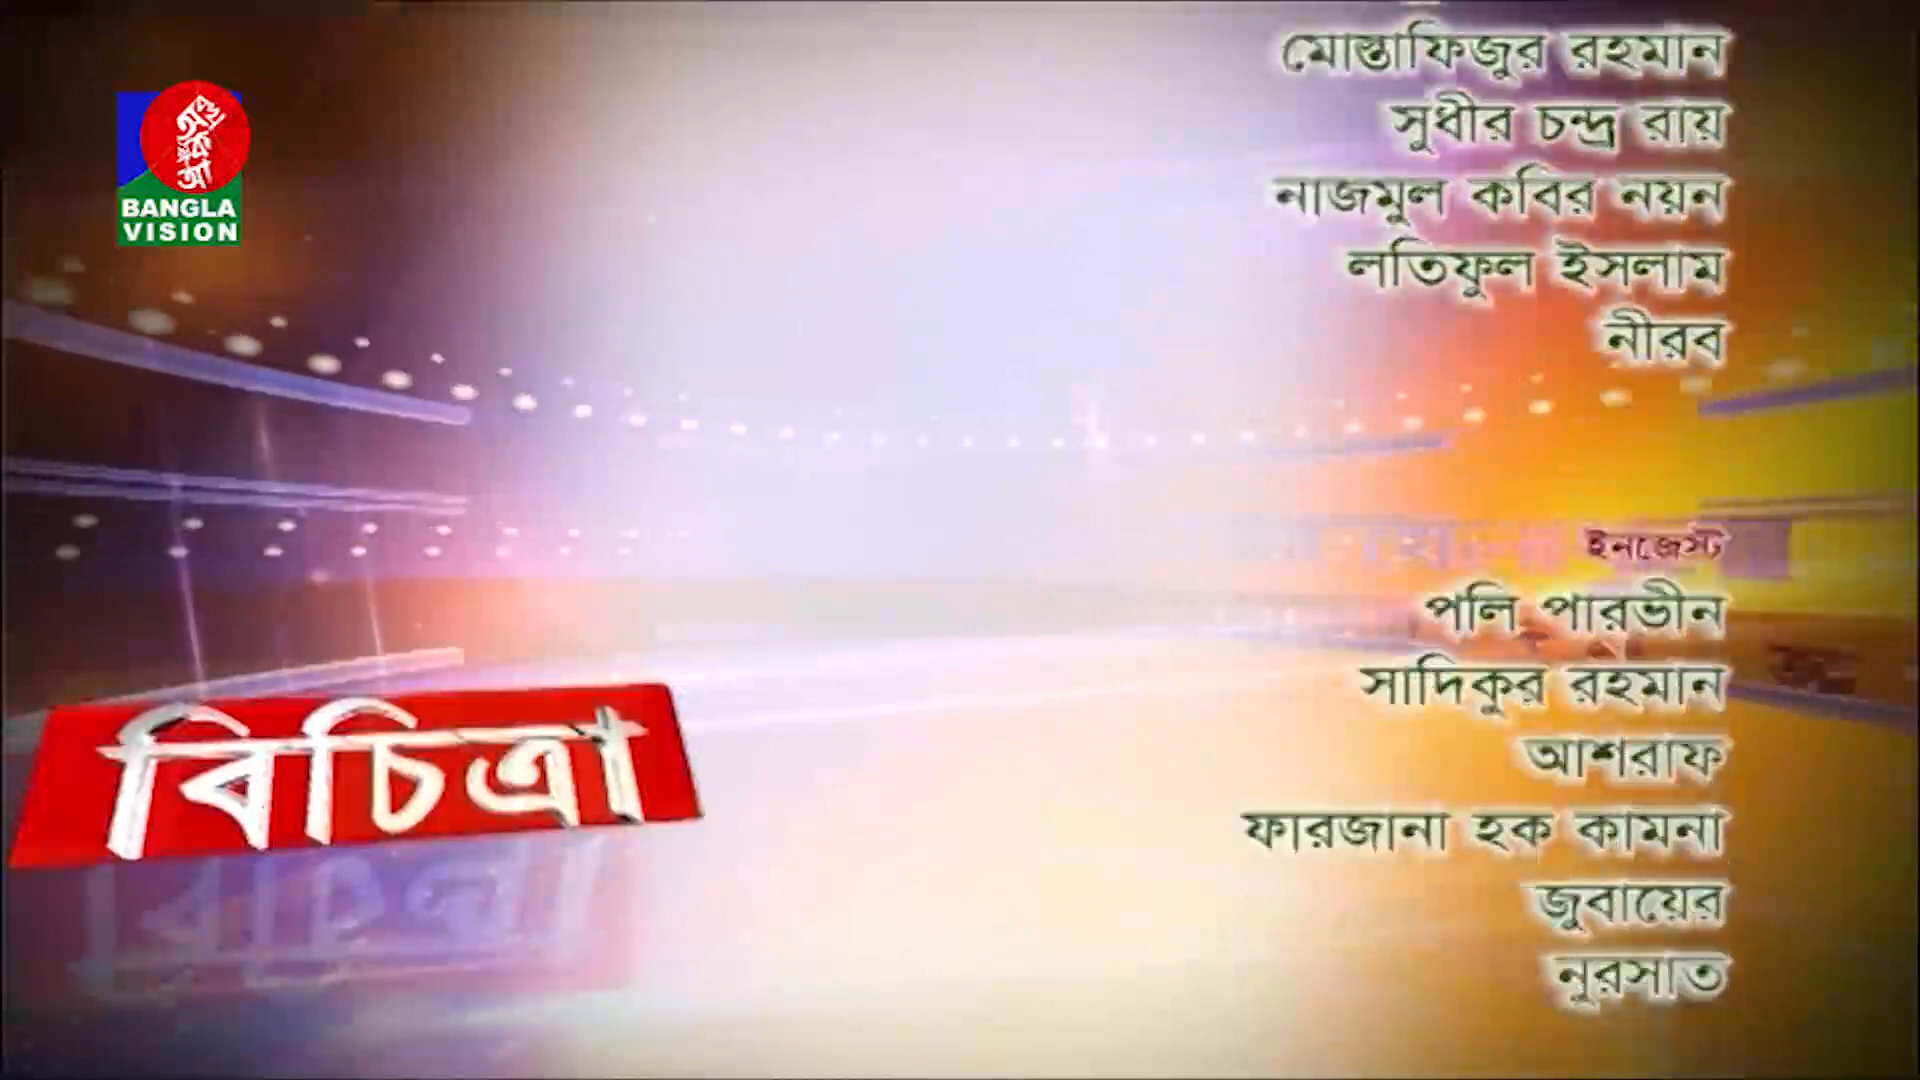 মোস্তাফিজুর রহমান
সুধীর চন্দ্র রায়
নাজমুল কবির নয়ন
লতিফুল ইসলাম
নীরব
BANGLA
VISION
ইনজেস্ট
পলি পারভীন
সাদিকুর রহমান
আশরাফ
ফারজানা হক কামনা
জুবায়ের
নুরসাত
বিচিত্রা